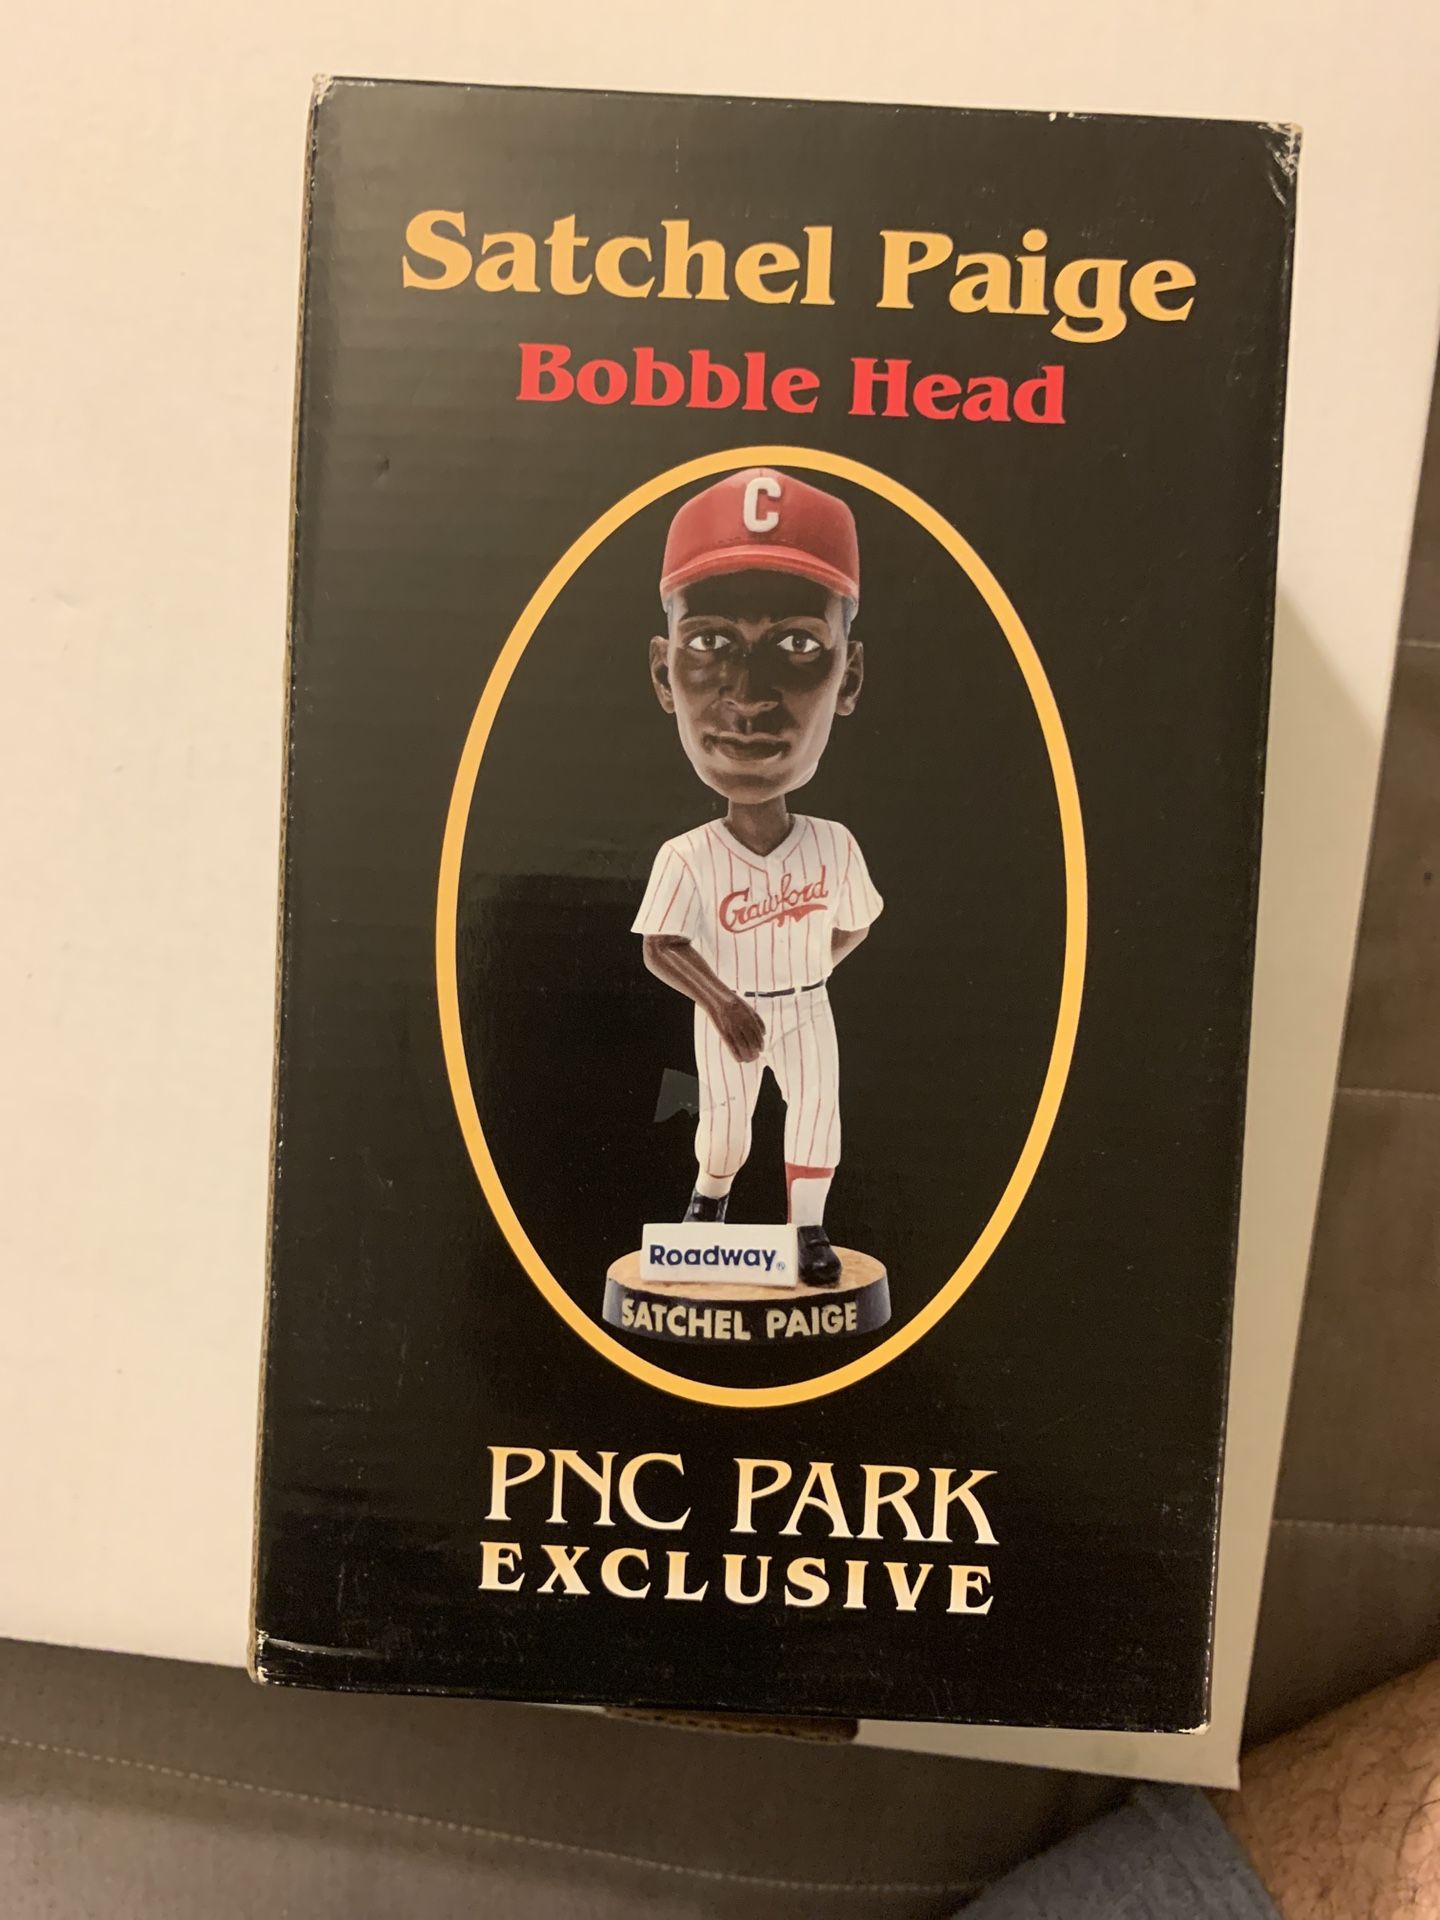 Satchel Paige
Bobble Head
C
Crawford
Roadway®
SATCHEL PAIGE
PNC PARK
EXCLUSIVE